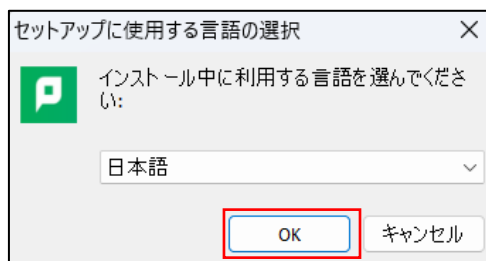 セットアップに使用する言語の選択
インストール中に利用する言語を選んでくださ
い:
日本語
OK
キャンセル